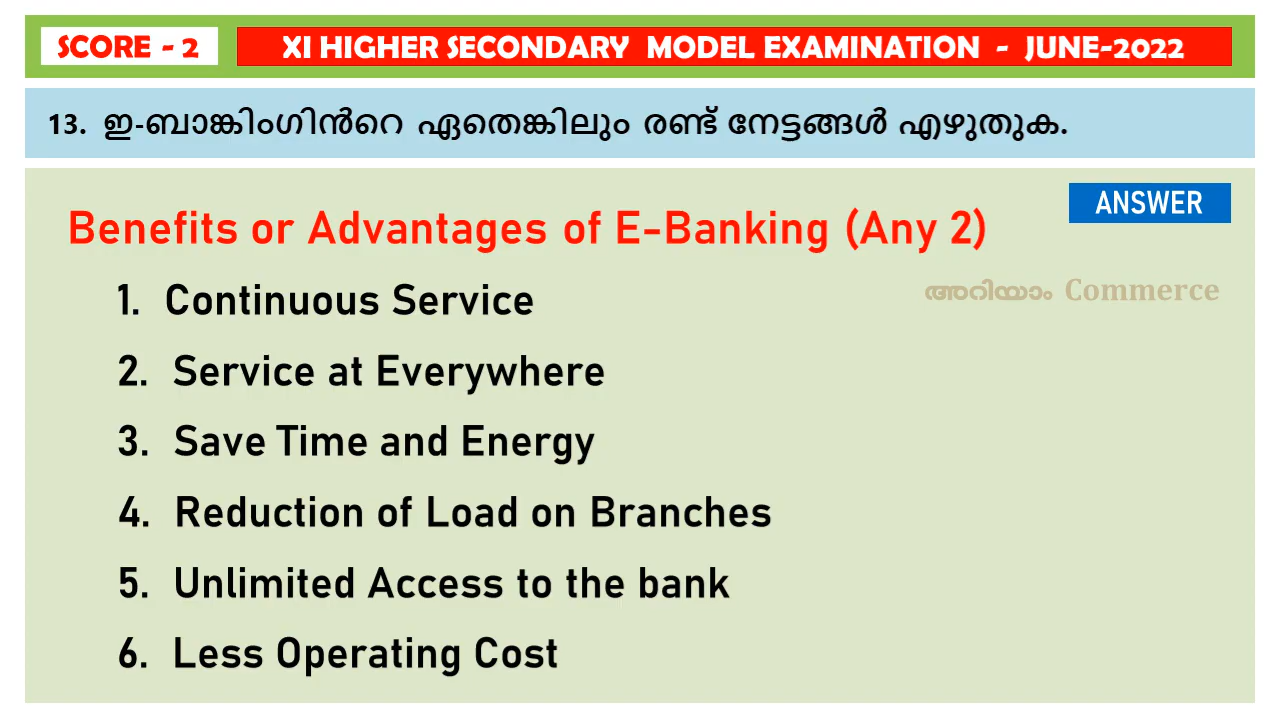 SCORE - 2
XI HIGHER SECONDARY MODEL EXAMINATION - JUNE-2022
13. ഇ-ബാങ്കിംഗിൻറെ ഏതെങ്കിലും രണ്ട് നേട്ടങ്ങൾ എഴുതുക.
ANSWER
Benefits or Advantages of E-Banking (Any 2)
അറിയാം Commerce
1. Continuous Service
2. Service at Everywhere
3. Save Time and Energy
4. Reduction of Load on Branches
5. Unlimited Access to the bank
6. Less Operating Cost